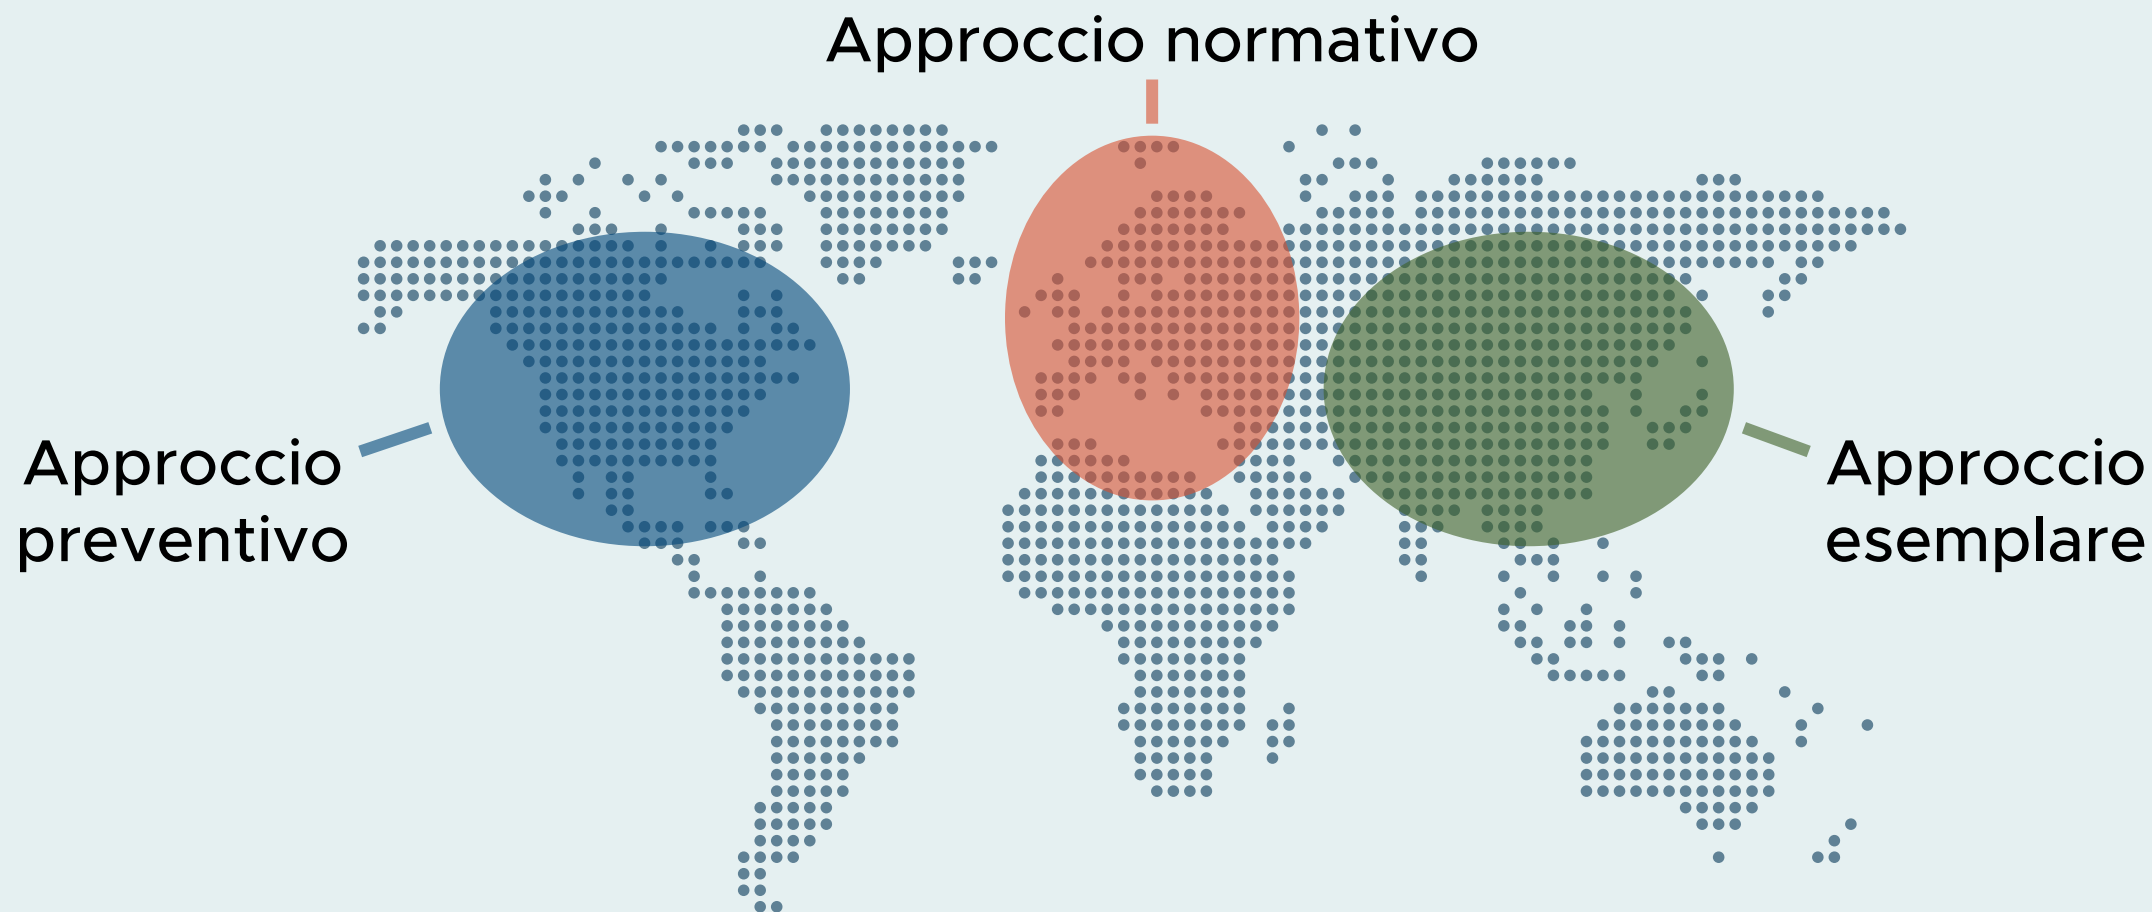 Approccio normativo
Approccio
preventivo
Approccio
esemplare